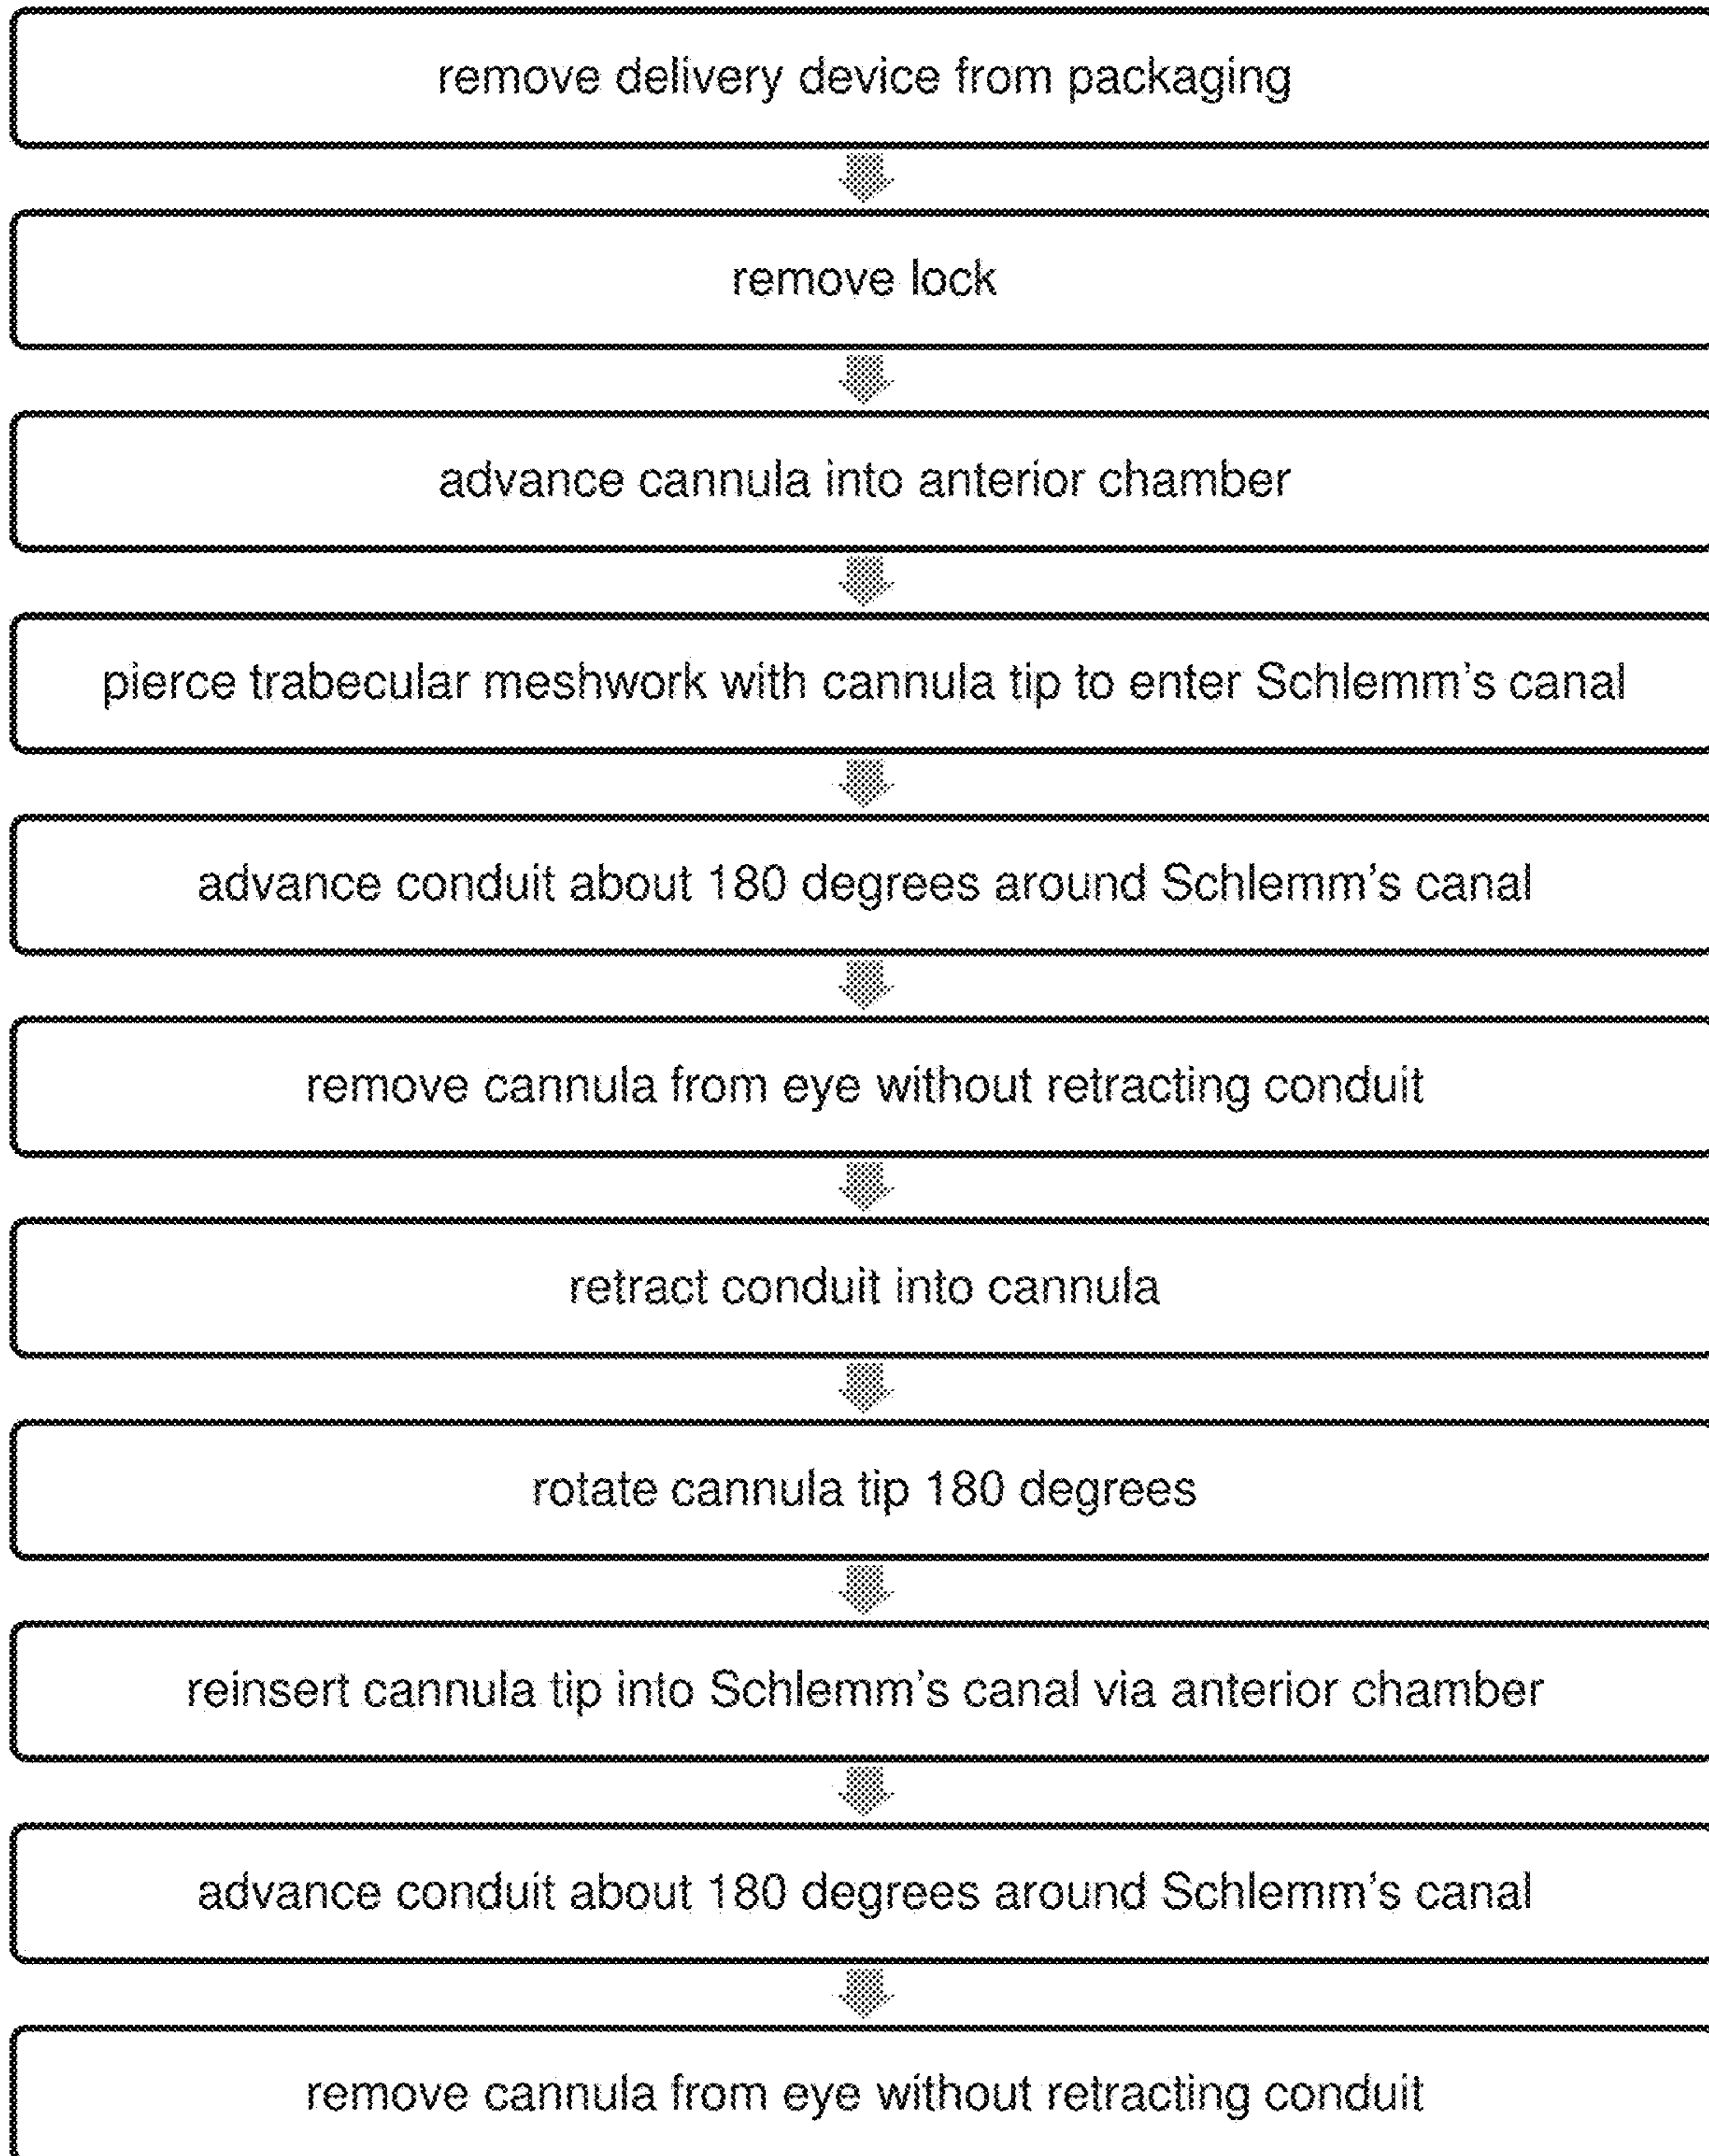 remove delivery device from packaging
remove lock
advance cannula into anterior chamber
pierce trabecular meshwork with cannula tip to enter Schlemm's canal
advance conduit about 180 degrees around Schlemm's canal
remove cannula from eye without retracting conduit
retract conduit into cannula
rotate cannula tip 180 degrees
reinsert cannula tip into Schlemm's canal via anterior chamber
advance conduit about 180 degrees around Schlemm's canal
remove cannula from eye without retracting conduit